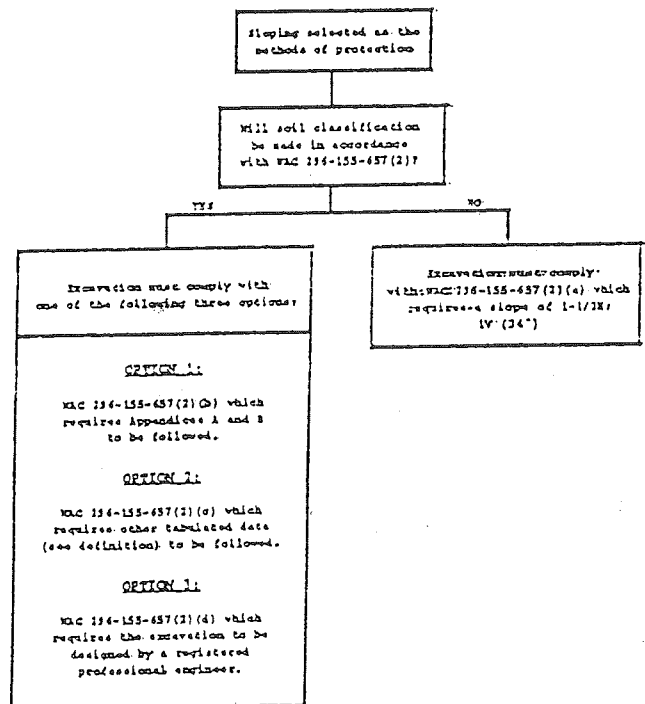 Sloping selected as the
methods of protection
Will soil classification
be made in accordance
with WAC 296-155-657(2)?
YES
NO
Excavation must comply with
one of the following three options:
Excavation must comply
with WAC 296-155-657(2)(a) which
requires a slope of 1-1/2H:
1V (34°)
OPTION 1:
WAC 296-155-657(2)(b) which
requires Appendices A and B
to be followed.
OPTION 2:
WAC 296-155-657(2)(c) which
requires other tabulated data
(see definition) to be followed.
OPTION 3:
WAC 296-155-657(2)(d) which
requires the excavation to be
designed by a registered
professional engineer.